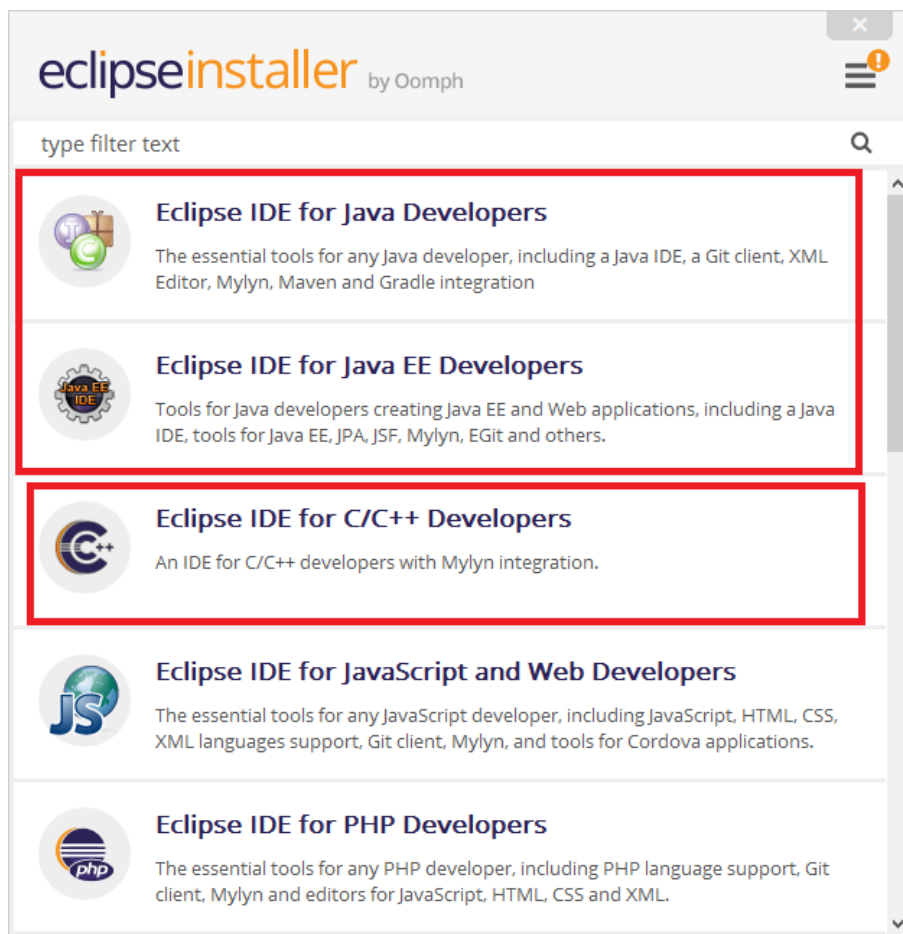 eclipseinstaller by Oomph
type filter text
Eclipse IDE for Java Developers
The essential tools for any Java developer, including a Java IDE, a Git client, XML
Editor, Mylyn, Maven and Gradle integration
Eclipse IDE for Java EE Developers
Java EE
IDE
Tools for Java developers creating Java EE and Web applications, including a Java
IDE, tools for Java EE, JPA, JSF, Mylyn, EGit and others.
Eclipse IDE for C/C++ Developers
C++
An IDE for C/C++ developers with Mylyn integration.
Eclipse IDE for JavaScript and Web Developers
JS
The essential tools for any JavaScript developer, including JavaScript, HTML, CSS,
XML languages support, Git client, Mylyn, and tools for Cordova applications.
Eclipse IDE for PHP Developers
php
The essential tools for any PHP developer, including PHP language support, Git
client, Mylyn and editors for JavaScript, HTML, CSS and XML.